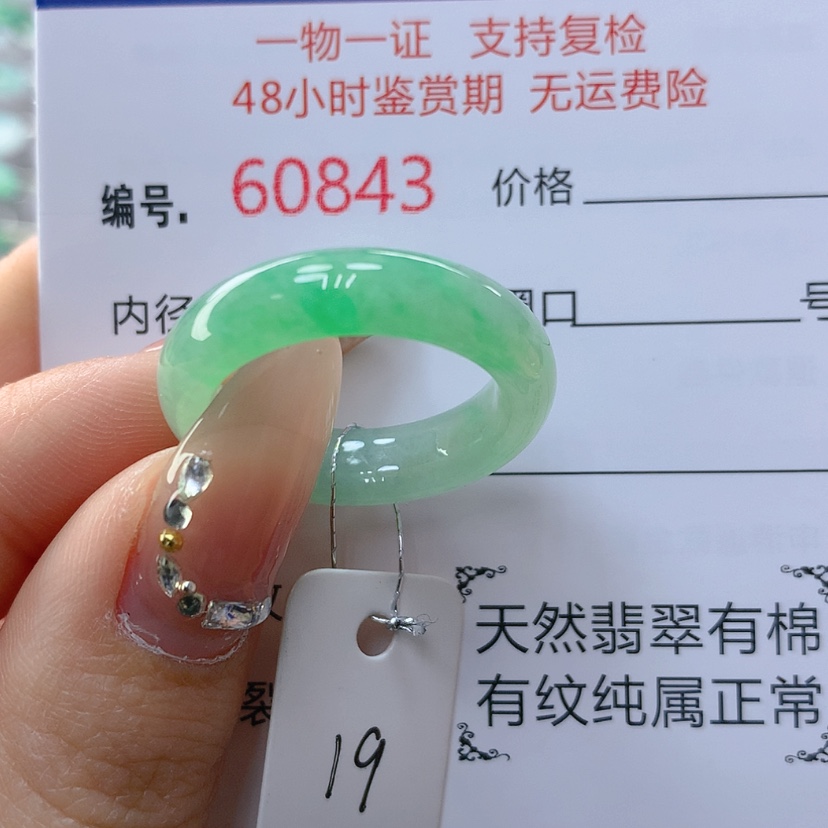 一物一证 支持复检
48小时鉴赏期 无运费险
编号. 60843 价格
内径 圈口 号
天然翡翠有棉
裂 有纹纯属正常
19